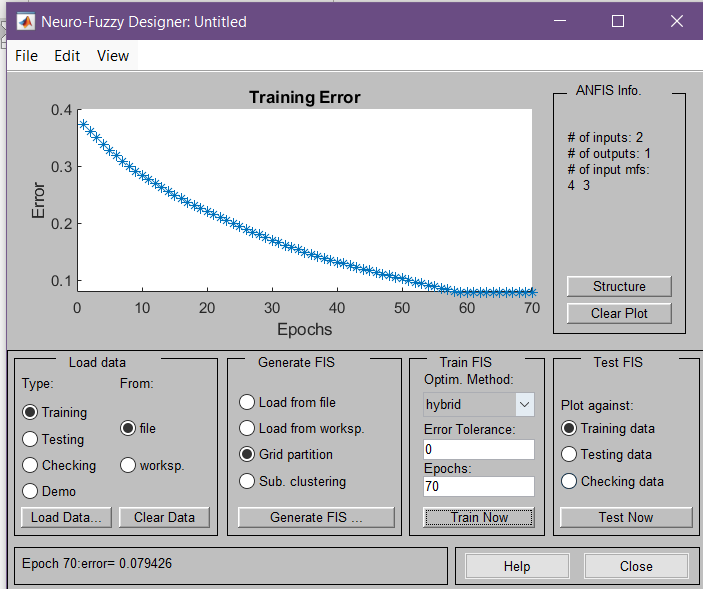 Neuro-Fuzzy Designer: Untitled
File Edit View
Training Error
0.4
0.3
0.2
0.1
Error
0 10 20 30 40 50 60 70
Epochs
ANFIS Info.
# of inputs: 2
# of outputs: 1
# of input mfs:
4 3
Structure
Clear Plot
Load data
Type: From:
Training
Testing
Checking
Demo
file
worksp.
Load Data... Clear Data
Generate FIS
Load from file
Load from worksp.
Grid partition
Sub. clustering
Generate FIS ...
Train FIS
Optim. Method:
hybrid
Error Tolerance:
0
Epochs:
70
Train Now
Test FIS
Plot against:
Training data
Testing data
Checking data
Test Now
Epoch 70:error= 0.079426
Help Close